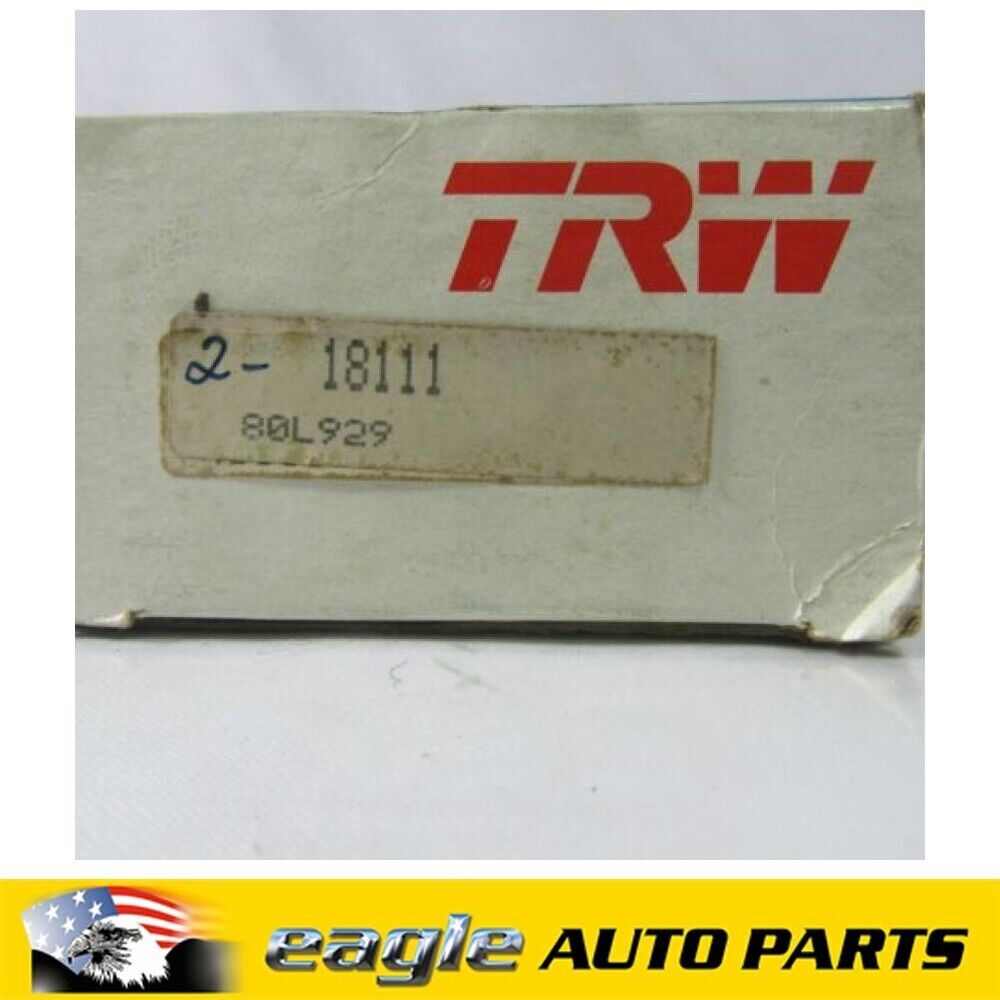 TRW
2- 18111
80L929
eagle AUTO PARTS